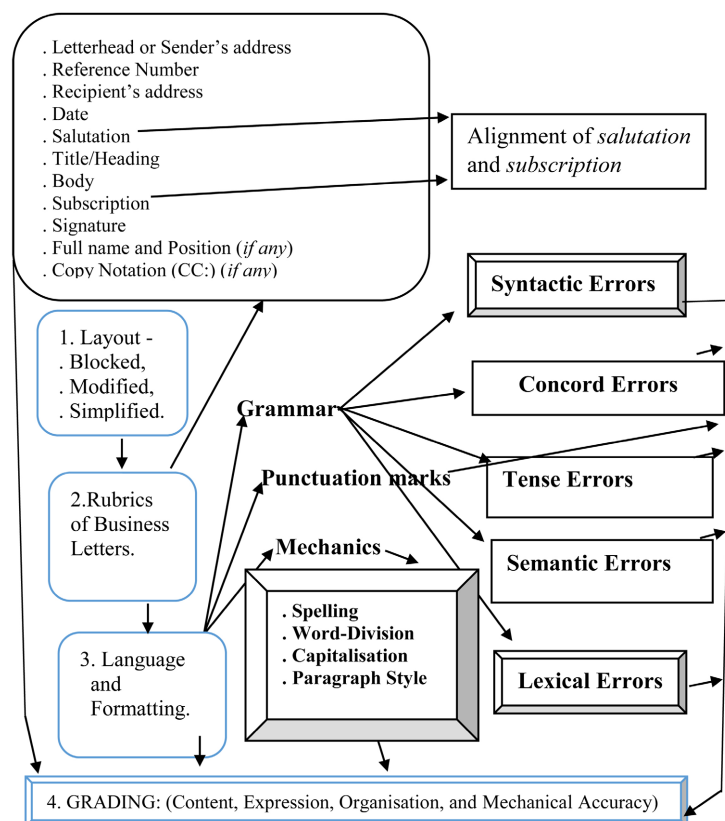 . Letterhead or Sender’s address
. Reference Number
. Recipient’s address
. Date
. Salutation
. Title/Heading
. Body
. Subscription
. Signature
. Full name and Position (if any)
. Copy Notation (CC:) (if any)
Alignment of salutation
and subscription
1. Layout -
. Blocked,
. Modified,
. Simplified.
2.Rubrics
of Business
Letters.
3. Language
and
Formatting.
Grammar
Punctuation marks
Mechanics
. Spelling
. Word-Division
. Capitalisation
. Paragraph Style
Syntactic Errors
Concord Errors
Tense Errors
Semantic Errors
Lexical Errors
4. GRADING: (Content, Expression, Organisation, and Mechanical Accuracy)